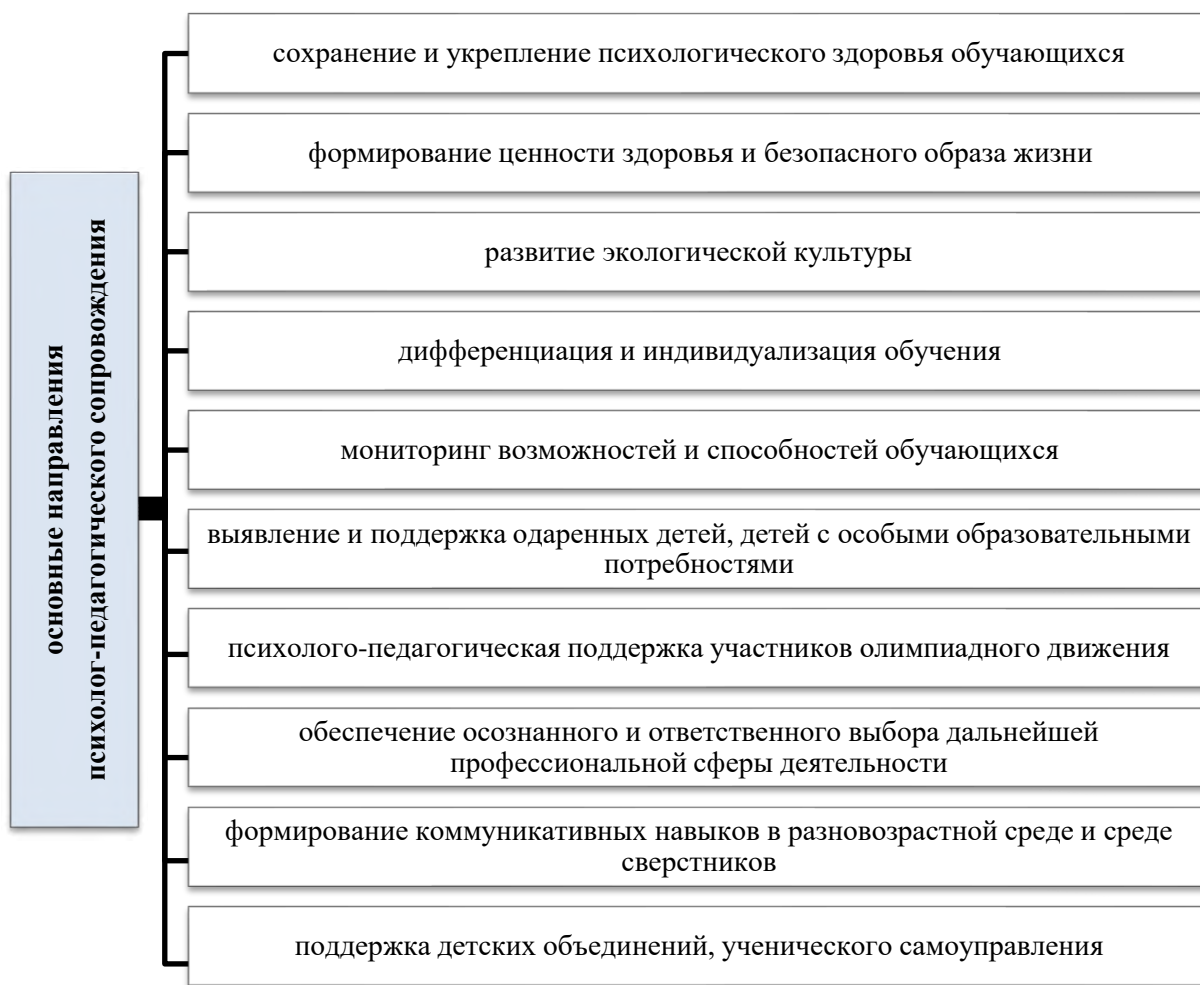 основные направления
психолог-педагогического сопровождения
сохранение и укрепление психологического здоровья обучающихся
формирование ценности здоровья и безопасного образа жизни
развитие экологической культуры
дифференциация и индивидуализация обучения
мониторинг возможностей и способностей обучающихся
выявление и поддержка одаренных детей, детей с особыми образовательными
потребностями
психолого-педагогическая поддержка участников олимпиадного движения
обеспечение осознанного и ответственного выбора дальнейшей
профессиональной сферы деятельности
формирование коммуникативных навыков в разновозрастной среде и среде
сверстников
поддержка детских объединений, ученического самоуправления